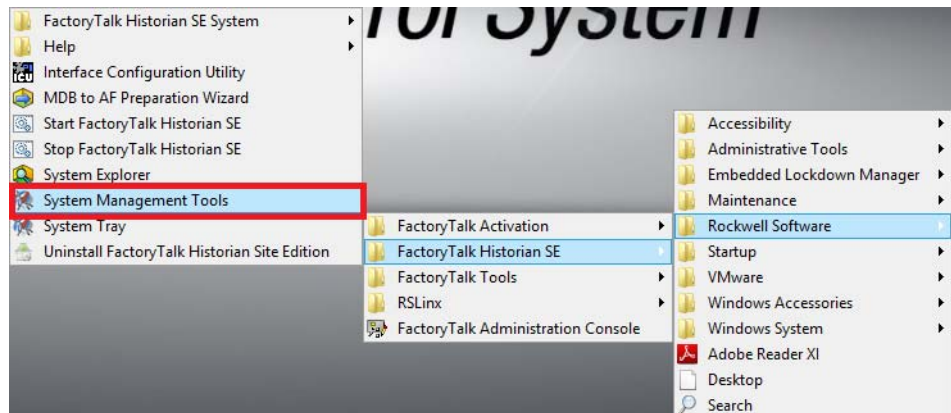 for System
FactoryTalk Historian SE System
Help
Interface Configuration Utility
MDB to AF Preparation Wizard
Start FactoryTalk Historian SE
Stop FactoryTalk Historian SE
System Explorer
System Management Tools
System Tray
Uninstall FactoryTalk Historian Site Edition
FactoryTalk Activation
FactoryTalk Historian SE
FactoryTalk Tools
RSLinx
FactoryTalk Administration Console
Accessibility
Administrative Tools
Embedded Lockdown Manager
Maintenance
Rockwell Software
Startup
VMware
Windows Accessories
Windows System
Adobe Reader XI
Desktop
Search